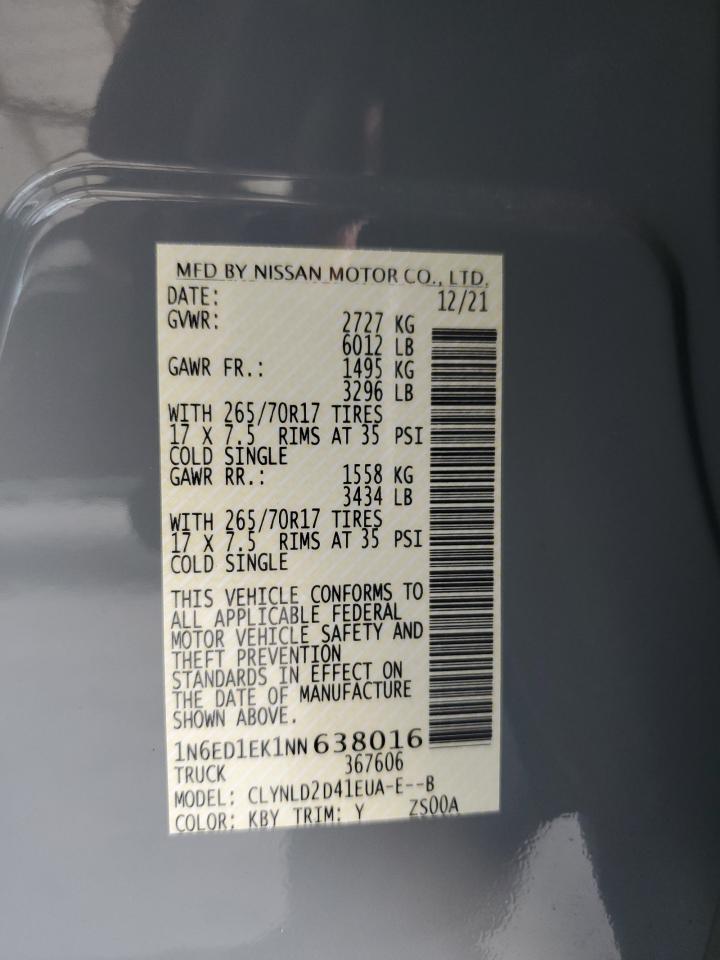 MFD BY NISSAN MOTOR CO., LTD.
DATE: 12/21
GVWR: 2727 KG
6012 LB
GAWR FR.: 1495 KG
3296 LB
WITH 265/70R17 TIRES
17 X 7.5 RIMS AT 35 PSI
COLD SINGLE
GAWR RR.: 1558 KG
3434 LB
WITH 265/70R17 TIRES
17 X 7.5 RIMS AT 35 PSI
COLD SINGLE
THIS VEHICLE CONFORMS TO
ALL APPLICABLE FEDERAL
MOTOR VEHICLE SAFETY AND
THEFT PREVENTION
STANDARDS IN EFFECT ON
THE DATE OF MANUFACTURE
SHOWN ABOVE.
1N6ED1EK1NN638016
TRUCK 367606
MODEL: CLYNLD2D41EUA-E--B
COLOR: KBY TRIM: Y ZS00A